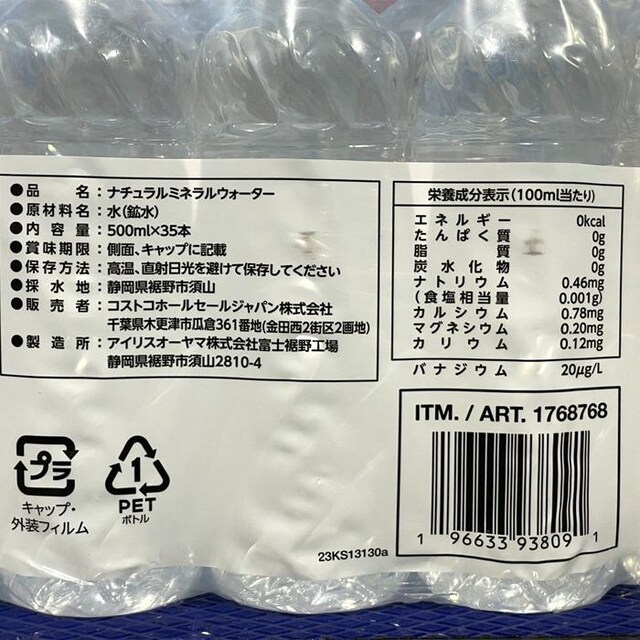 ●品 名:ナチュラルミネラルウォーター
●原材料名:水(鉱水)
●内容量:500ml×35本
●賞味期限:側面、キャップに記載
●保存方法:高温、直射日光を避けて保存してください
●採水地:静岡県裾野市須山
●販売者:コストコホールセールジャパン株式会社
千葉県木更津市瓜倉361番地(金田西2街区2画地)
●製造所:アイリスオーヤマ株式会社富士裾野工場
静岡県裾野市須山2810-4
栄養成分表示(100ml当たり)
エネルギー 0kcal
たんぱく質 0g
脂質 0g
炭水化物 0g
ナトリウム 0.46mg
(食塩相当量 0.001g)
カルシウム 0.78mg
マグネシウム 0.20mg
カリウム 0.12mg
バナジウム 20μg/L
ITM. / ART. 1768768
1 96633 93809 1
プラ
キャップ・
外装フィルム
1
PET
ボトル
23KS13130a